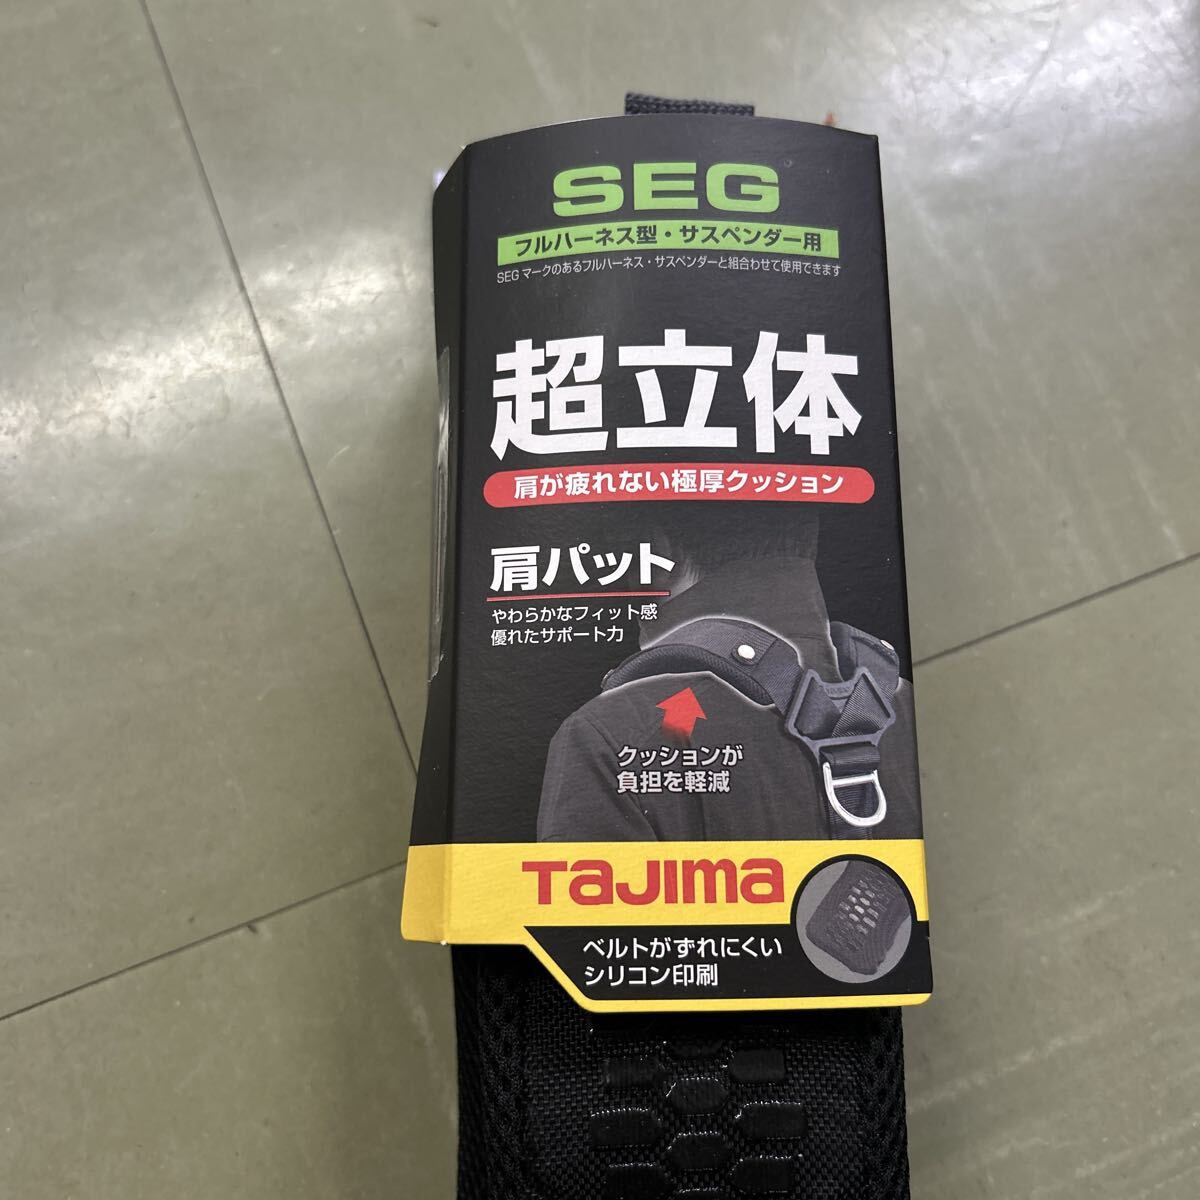 SEG
フルハーネス型・サスペンダー用
SEG マークのあるフルハーネス・サスペンダーと組合わせて使用できます
超立体
肩が疲れない極厚クッション
肩パット
やわらかなフィット感
優れたサポート力
クッションが
負担を軽減
TaJIma
ベルトがずれにくい
シリコン印刷